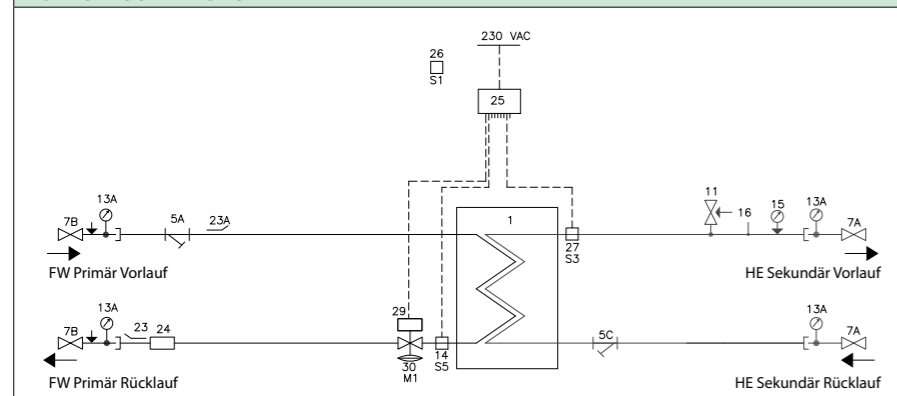 230 VAC
26
S1
25
13A
7B
5A
23A
1
27
S3
11
16
15
13A
7A
FW Primär Vorlauf
HE Sekundär Vorlauf
13A
7B
23
24
29
30
M1
14
S5
5C
13A
7A
FW Primär Rücklauf
HE Sekundär Rücklauf